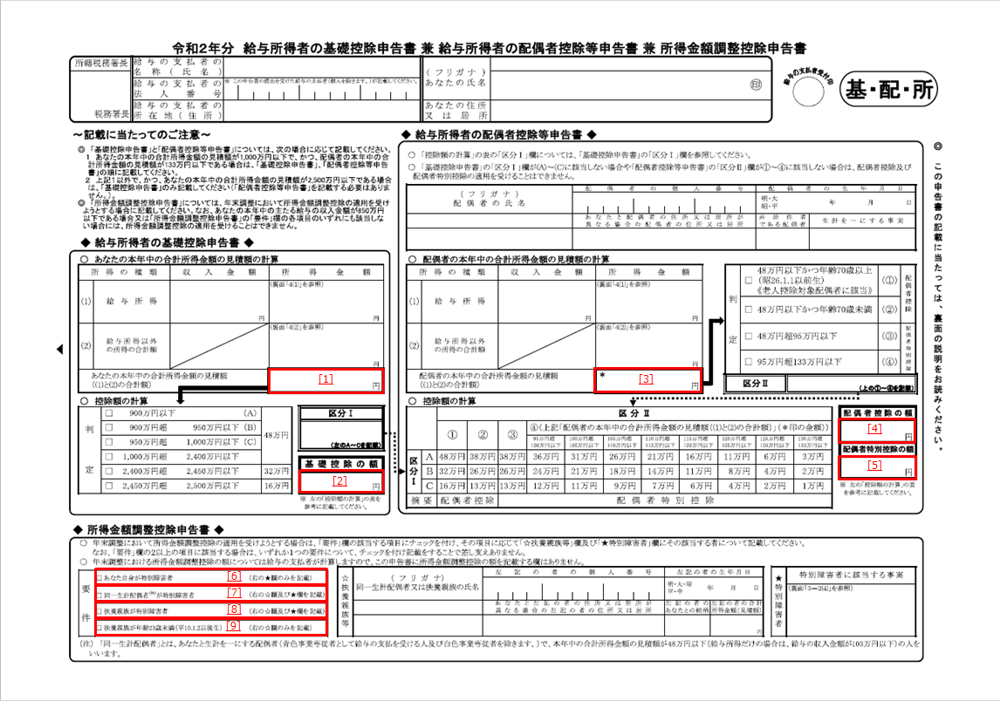 令和2年分　給与所得者の基礎控除申告書 兼 給与所得者の配偶者控除等申告書 兼 所得金額調整控除申告書
所轄税務署長
税務署長
給与の支払者の名称（氏名）
給与の支払者の法人番号
※ この申告書の提出を受けた給与の支払者（個人を除きます。）が記載してください。
給与の支払者の所在地（住所）
（フリガナ）
あなたの氏名
印
あなたの住所又は居所
給与の支払者受付印
基・配・所
～記載に当たってのご注意～
◎ 「基礎控除申告書」と「配偶者控除等申告書」については、次の場合に応じて記載してください。
1 あなたの本年中の合計所得金額の見積額が1,000万円以下で、かつ、配偶者の本年中の合
計所得金額の見積額が133万円以下である場合は、「基礎控除申告書」、「配偶者控除等申告
書」の順に記載してください。
2 上記1以外で、かつ、あなたの本年中の合計所得金額の見積額が2,500万円以下である場合
は、「基礎控除申告書」のみ記載してください（「配偶者控除等申告書」を記載する必要はありま
せん。）。
◎ 「所得金額調整控除申告書」については、年末調整において所得金額調整控除の適用を受け
ようとする場合に記載してください。なお、あなたの本年中の主たる給与の収入金額が850万円
以下である場合又は「所得金額調整控除申告書」の「要件」欄の各項目のいずれにも該当しな
い場合には、所得金額調整控除の適用を受けることはできません。
◆ 給与所得者の基礎控除申告書 ◆
○ あなたの本年中の合計所得金額の見積額の計算
所得の種類 収入金額 所得金額
(1) 給与所得 円 (裏面「4(1)」を参照) 円
(2) 給与所得以外の所得の合計額 (裏面「4(2)」を参照) 円
あなたの本年中の合計所得金額の見積額
((1)と(2)の合計額)
[1] 円
○ 控除額の計算
判定
□ 900万円以下 (A)
□ 900万円超 950万円以下 (B)
□ 950万円超 1,000万円以下 (C)
□ 1,000万円超 2,400万円以下
48万円
□ 2,400万円超 2,450万円以下 32万円
□ 2,450万円超 2,500万円以下 16万円
区分Ⅰ
(左のA～Cを記載)
基礎控除の額
[2] 円
※ 左の「控除額の計算」の表を
参考に記載してください。
◆ 給与所得者の配偶者控除等申告書 ◆
○ 「控除額の計算」の表の「区分Ⅰ」欄については、「基礎控除申告書」の「区分Ⅰ」欄を参照してください。
○ 「基礎控除申告書」の「区分Ⅰ」欄が(A)～(C)に該当しない場合や「配偶者控除等申告書」の「区分Ⅱ」欄が①～④に該当しない場合は、配偶者控除及び
配偶者特別控除の適用を受けることはできません。
（フリガナ）
配偶者の氏名
配偶者の個人番号
配偶者の生年月日
明・大
昭・平
年 月 日
あなたと配偶者の住所又は居所が
異なる場合の配偶者の住所又は居所
非居住者
である配偶者
生計を一にする事実
○ 配偶者の本年中の合計所得金額の見積額の計算
所得の種類 収入金額 所得金額
(1) 給与所得 円 (裏面「4(1)」を参照) 円
(2) 給与所得以外の所得の合計額 (裏面「4(2)」を参照) 円
配偶者の本年中の合計所得金額の見積額
((1)と(2)の合計額)
* [3] 円
判定
□ 48万円以下かつ年齢70歳以上
(昭26.1.1以前生)
《老人控除対象配偶者に該当》
(①)
□ 48万円以下かつ年齢70歳未満 (②)
□ 48万円超95万円以下 (③)
□ 95万円超133万円以下 (④)
配偶者控除
配偶者特別控除
区分Ⅱ
(上の①～④を記載)
○ 控除額の計算
区分Ⅱ
① ② ③ ④(上記「配偶者の本年中の合計所得金額の見積額((1)と(2)の合計額)」(*印の金額))
95万円超100万円以下 100万円超105万円以下 105万円超110万円以下 110万円超115万円以下 115万円超120万円以下 120万円超125万円以下 125万円超130万円以下 130万円超133万円以下
区分Ⅰ
A 48万円 38万円 38万円 36万円 31万円 26万円 21万円 16万円 11万円 6万円 3万円
B 32万円 26万円 26万円 24万円 21万円 18万円 14万円 11万円 8万円 4万円 2万円
C 16万円 13万円 13万円 12万円 11万円 9万円 7万円 6万円 4万円 2万円 1万円
摘要 配偶者控除 配偶者特別控除
配偶者控除の額
[4] 円
配偶者特別控除の額
[5] 円
※ 左の「控除額の計算」の表
を参考に記載してください。
◎ この申告書の記載に当たっては、裏面の説明をお読みください。
◆ 所得金額調整控除申告書 ◆
○ 年末調整において所得金額調整控除の適用を受けようとする場合は、「要件」欄の該当する項目にチェックを付け、その項目に応じて「☆扶養親族等」欄及び「★特別障害者」欄にその該当する者について記載してください。
なお、「要件」欄の2以上の項目に該当する場合は、いずれか1つの要件について、チェックを付け記載をすることで差し支えありません。
○ 年末調整における所得金額調整控除の額については給与の支払者が計算しますので、この申告書に所得金額調整控除の額を記載する欄はありません。
要件
□ あなた自身が特別障害者 [6] (右の★欄のみを記載)
□ 同一生計配偶者(注)が特別障害者 [7] (右の☆欄及び★欄を記載)
□ 扶養親族が特別障害者 [8] (右の☆欄及び★欄を記載)
□ 扶養親族が年齢23歳未満(平10.1.2以後生) [9] (右の☆欄のみを記載)
☆扶養親族等
（フリガナ）
同一生計配偶者又は扶養親族の氏名
左記の者の個人番号
左記の者の生年月日
明・大・昭
平・令
年 月 日
あなたと左記の者の住所又は居所が
異なる場合の左記の者の住所又は居所
左記の者の
あなたとの続柄
左記の者の合計
所得金額(見積額)
円
★特別障害者
特別障害者に該当する事実
(裏面「3-2(4)」を参照)
(注) 「同一生計配偶者」とは、あなたと生計を一にする配偶者(青色事業専従者として給与の支払を受ける人及び白色事業専従者を除きます。)で、本年中の合計所得金額の見積額が48万円以下(給与所得だけの場合は、給与の収入金額が103万円以下)の人を
いいます。